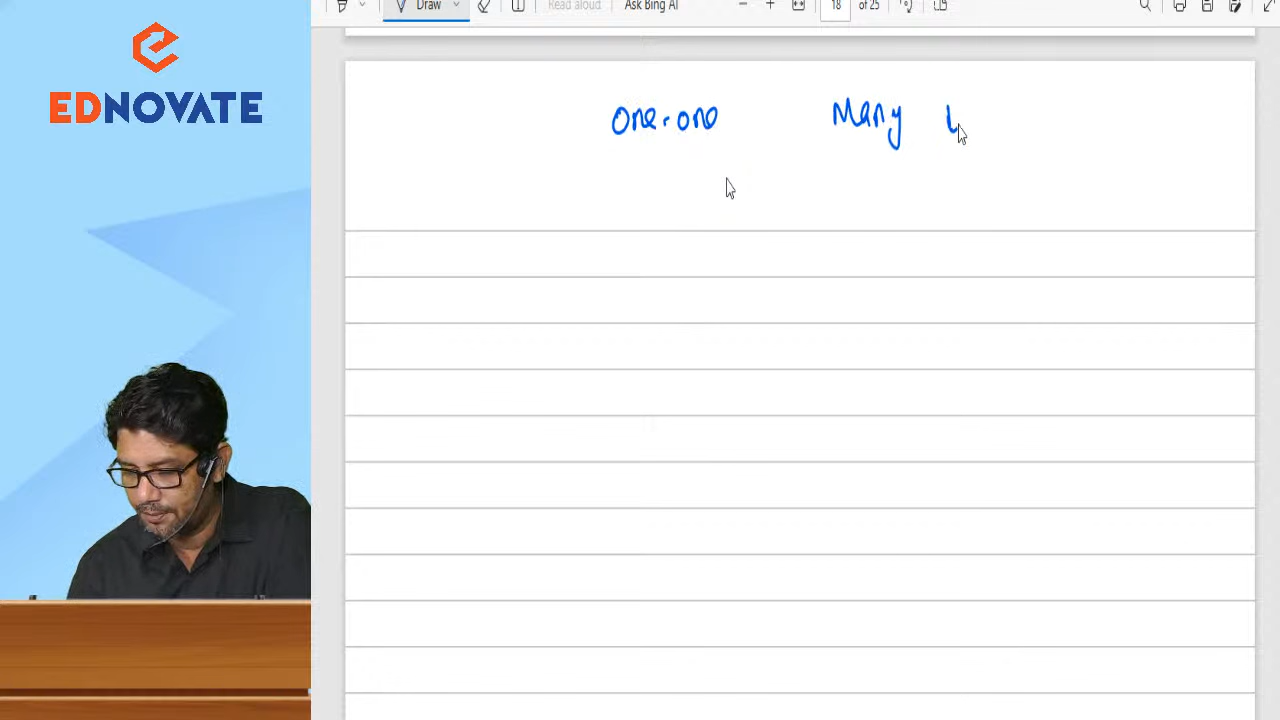 Draw
Read aloud
Ask Bing AI
18 of 25
EDNOVATE
one-one Many